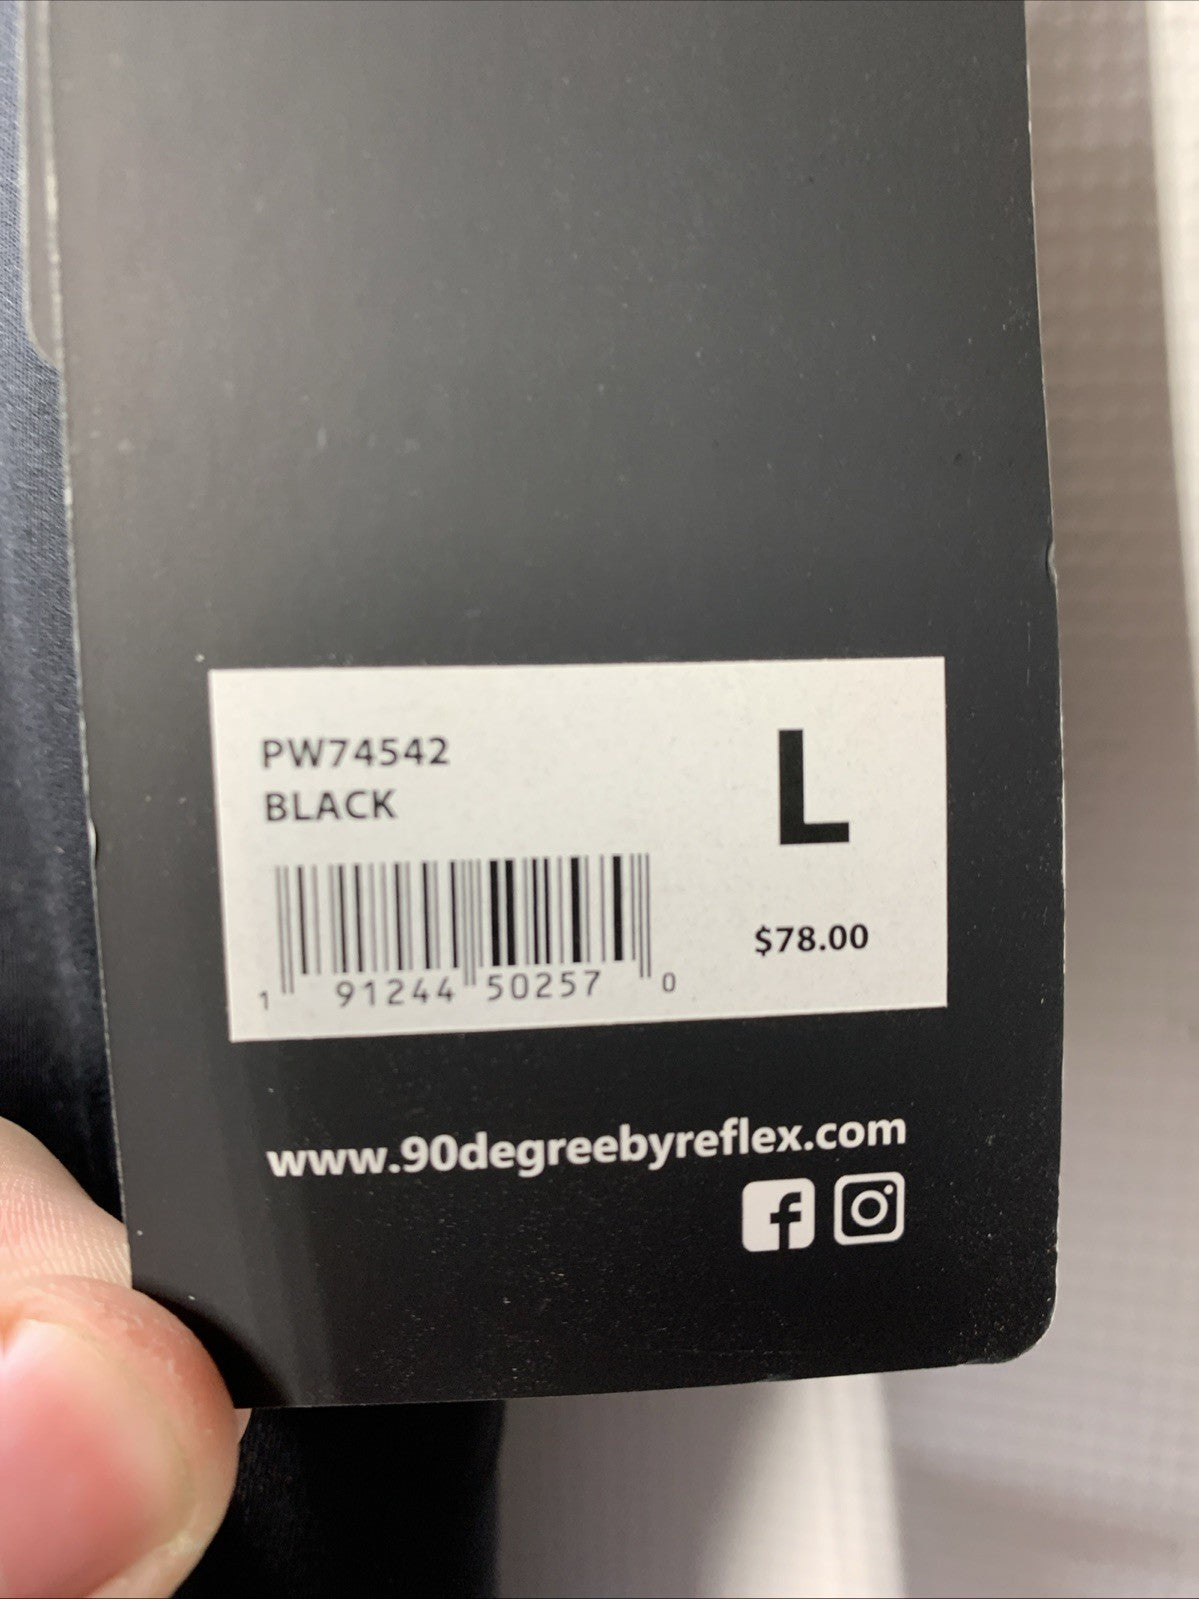 PW74542
BLACK
L
$78.00
1 91244 50257 0
www.90degreebyreflex.com